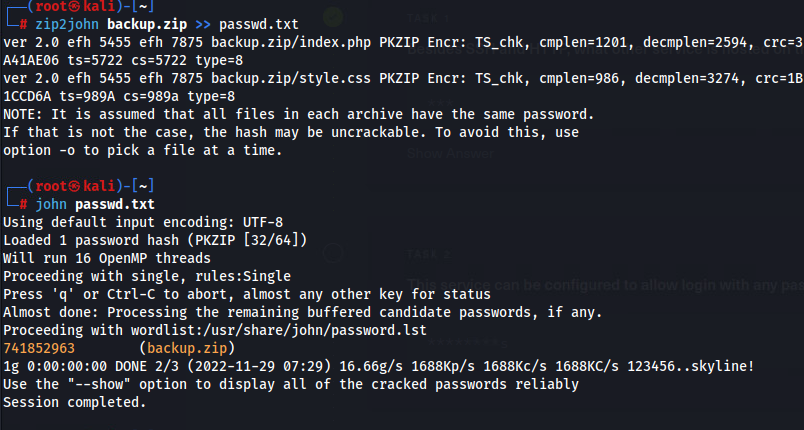 ┌──(root㉿kali)-[~]
└─# zip2john backup.zip >> passwd.txt
ver 2.0 efh 5455 efh 7875 backup.zip/index.php PKZIP Encr: TS_chk, cmplen=1201, decmplen=2594, crc=3
A41AE06 ts=5722 cs=5722 type=8
ver 2.0 efh 5455 efh 7875 backup.zip/style.css PKZIP Encr: TS_chk, cmplen=986, decmplen=3274, crc=1B
1CCD6A ts=989A cs=989a type=8
NOTE: It is assumed that all files in each archive have the same password.
If that is not the case, the hash may be uncrackable. To avoid this, use
option -o to pick a file at a time.
Show Answer
┌──(root㉿kali)-[~]
└─# john passwd.txt
Using default input encoding: UTF-8
Loaded 1 password hash (PKZIP [32/64])
Will run 16 OpenMP threads
Proceeding with single, rules:Single
This service can be configured to allow login with any pas
Press 'q' or Ctrl-C to abort, almost any other key for status
Almost done: Processing the remaining buffered candidate passwords, if any.
Proceeding with wordlist:/usr/share/john/password.lst
741852963        (backup.zip)
1g 0:00:00:00 DONE 2/3 (2022-11-29 07:29) 16.66g/s 1688Kp/s 1688Kc/s 1688KC/s 123456..skyline!
Use the "--show" option to display all of the cracked passwords reliably
Session completed.